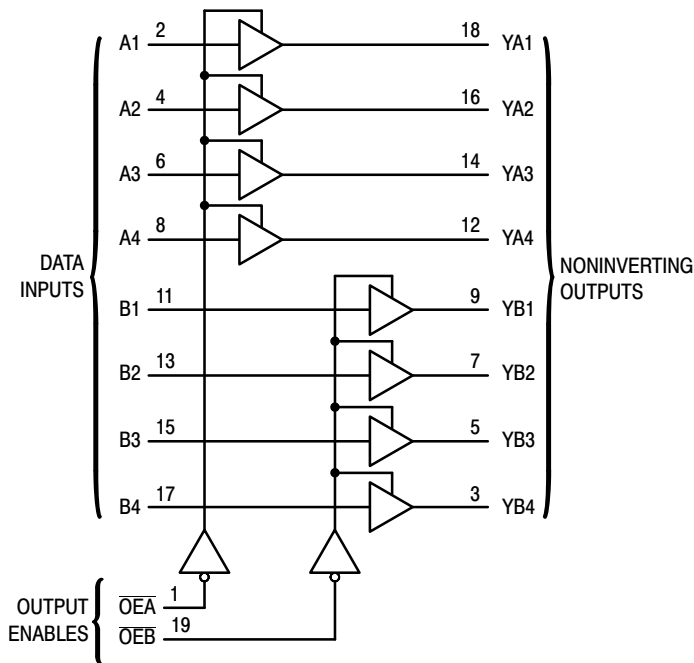 A1 2 18 YA1
A2 4 16 YA2
A3 6 14 YA3
A4 8 12 YA4
DATA
INPUTS
NONINVERTING
OUTPUTS
B1 11 9 YB1
B2 13 7 YB2
B3 15 5 YB3
B4 17 3 YB4
OUTPUT
ENABLES
O̅E̅A̅ 1
O̅E̅B̅ 19